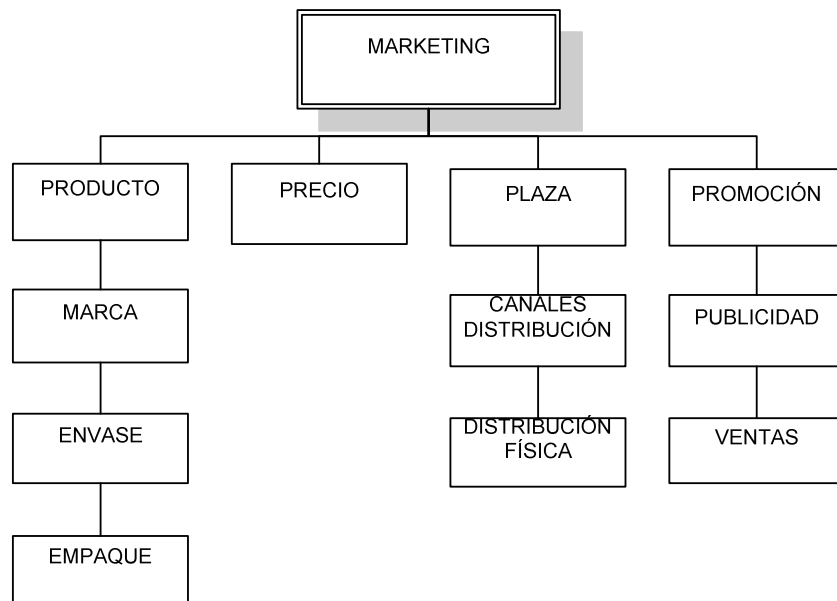 MARKETING
PRODUCTO
PRECIO
PLAZA
PROMOCIÓN
MARCA
CANALES
DISTRIBUCIÓN
PUBLICIDAD
ENVASE
DISTRIBUCIÓN
FÍSICA
VENTAS
EMPAQUE